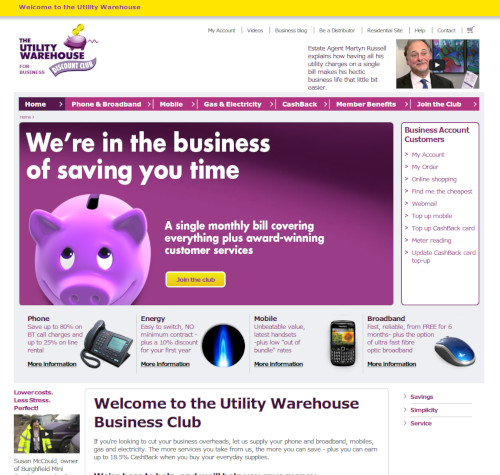 Welcome to the Utility Warehouse
THE
UTILITY
WAREHOUSE
FOR
BUSINESS
DISCOUNT CLUB
My Account
Videos
Business blog
Be a Distributor
Residential Site
Help
Contact
Estate Agent Martyn Russell
explains how having all his
utility charges on a single
bill makes his hectic
business life that little bit
easier.
Home
Phone & Broadband
Mobile
Gas & Electricity
CashBack
Member Benefits
Join the Club
Home >
We're in the business
of saving you time
A single monthly bill covering
everything plus award-winning
customer services
Join the club
Business Account
Customers
My Account
My Order
Online shopping
Find me the cheapest
Webmail
Top up mobile
Top up CashBack card
Meter reading
Update CashBack card
top-up
Phone
Save up to 80% on
BT call charges and
up to 25% on line
rental
More information
Energy
Easy to switch, NO
minimum contract -
plus a 10% discount
for your first year
More information
Mobile
Unbeatable value,
latest handsets
-plus low "out of
bundle" rates
More information
Broadband
Fast, reliable, from FREE for 6
months- plus the option
of ultra fast fibre
optic broadband
More information
Lower costs.
Less Stress.
Perfect!
Susan McCouid, owner
of Burghfield Mini
Welcome to the Utility Warehouse
Business Club
If you're looking to cut your business overheads, let us supply your phone and broadband, mobiles,
gas and electricity. The more services you take from us, the more you can save - plus you can earn
up to 18.5% CashBack when you buy your everyday supplies.
Savings
Simplicity
Service